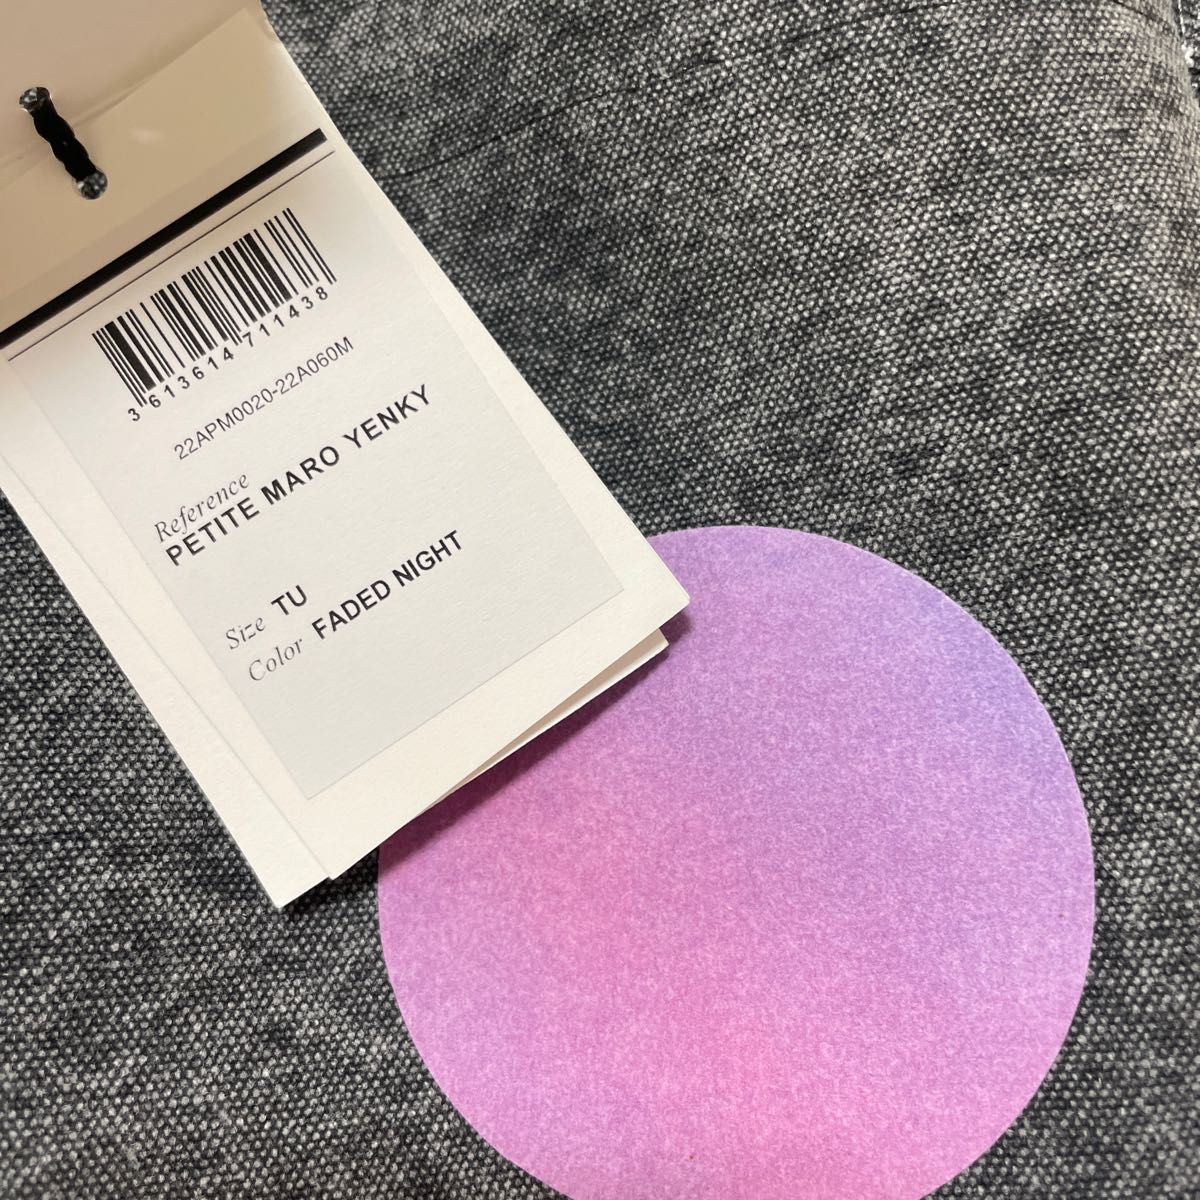 3 613614 711438
22APM0020-22A060M
Reference
PETITE MARO YENKY
Size TU
Color FADED NIGHT